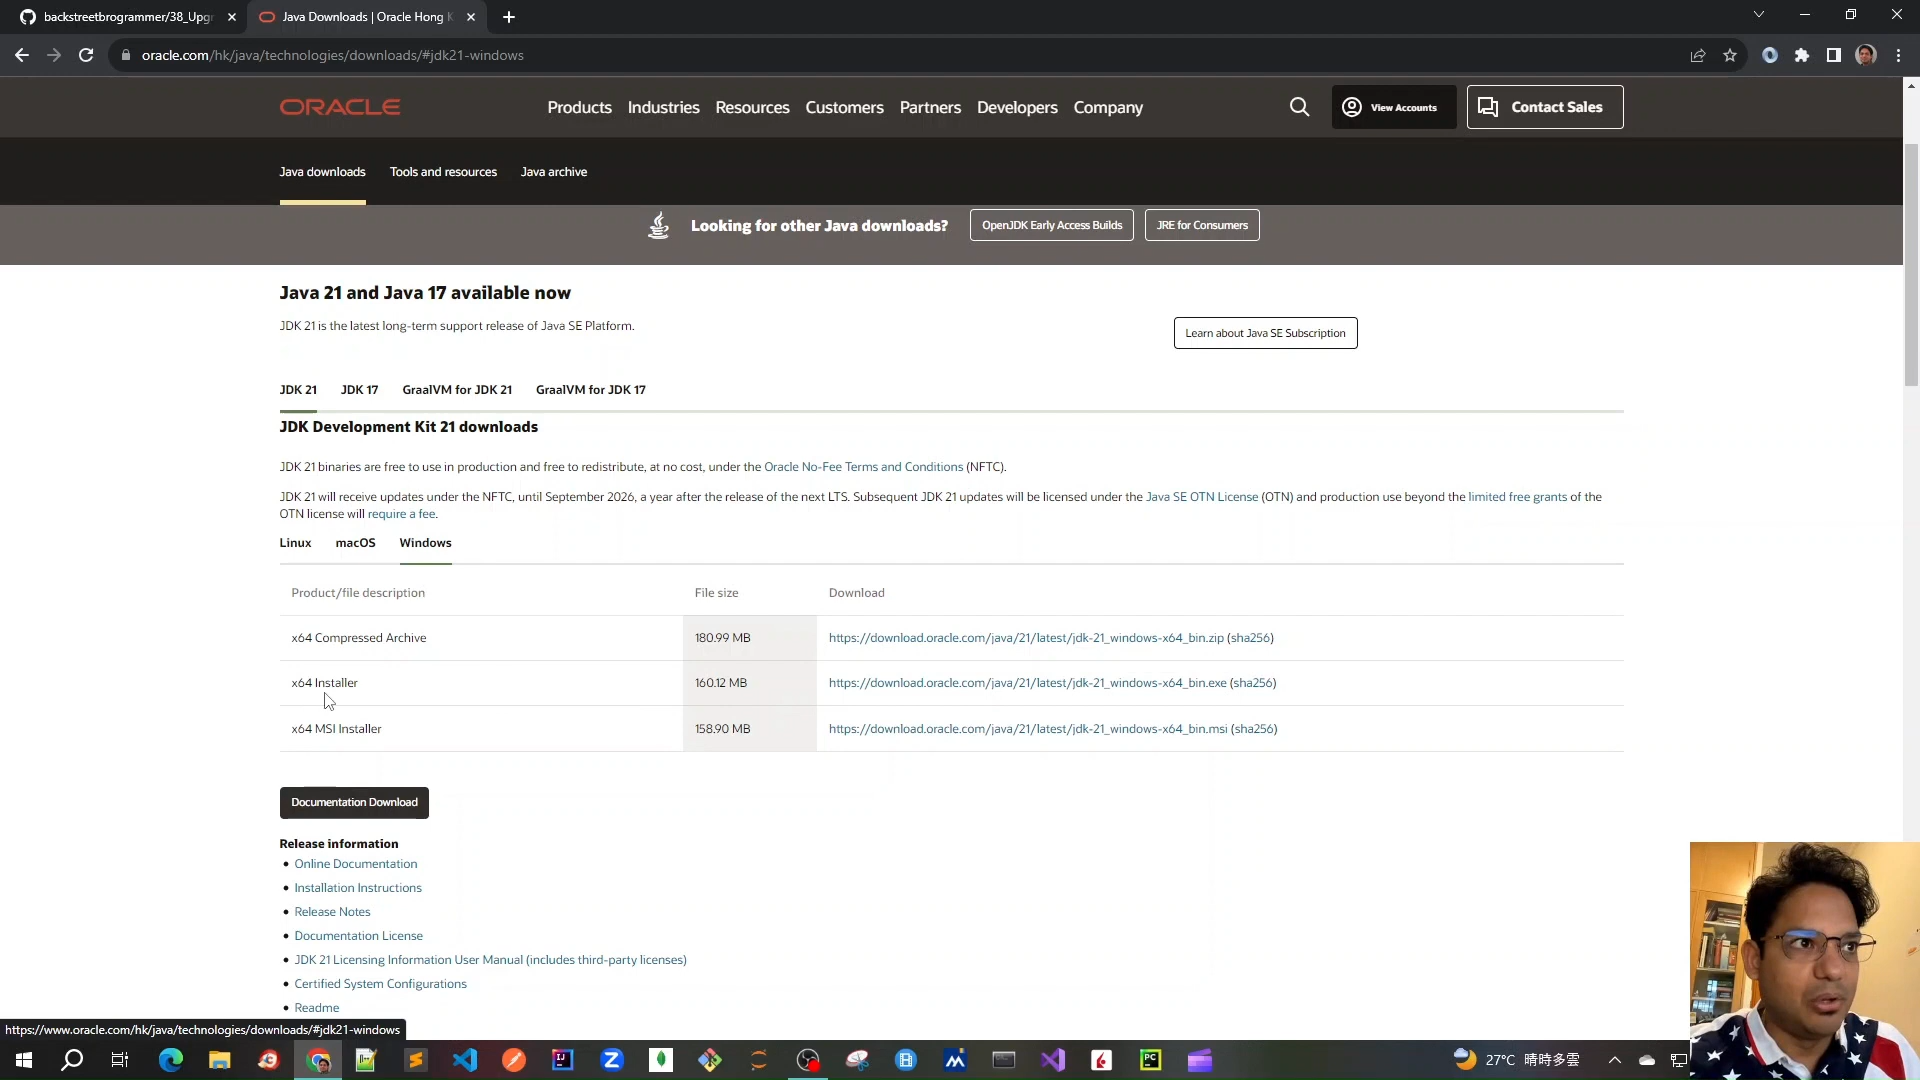 backstreetbrogrammer/38_Upgr
Java Downloads | Oracle Hong K
oracle.com/hk/java/technologies/downloads/#jdk21-windows
ORACLE
Products Industries Resources Customers Partners Developers Company
View Accounts
Contact Sales
Java downloads Tools and resources Java archive
Looking for other Java downloads?
OpenJDK Early Access Builds
JRE for Consumers
Java 21 and Java 17 available now
JDK 21 is the latest long-term support release of Java SE Platform.
Learn about Java SE Subscription
JDK 21 JDK 17 GraalVM for JDK 21 GraalVM for JDK 17
JDK Development Kit 21 downloads
JDK 21 binaries are free to use in production and free to redistribute, at no cost, under the Oracle No-Fee Terms and Conditions (NFTC).
JDK 21 will receive updates under the NFTC, until September 2026, a year after the release of the next LTS. Subsequent JDK 21 updates will be licensed under the Java SE OTN License (OTN) and production use beyond the limited free grants of the
OTN license will require a fee.
Linux macOS Windows
Product/file description File size Download
x64 Compressed Archive 180.99 MB https://download.oracle.com/java/21/latest/jdk-21_windows-x64_bin.zip (sha256)
x64 Installer 160.12 MB https://download.oracle.com/java/21/latest/jdk-21_windows-x64_bin.exe (sha256)
x64 MSI Installer 158.90 MB https://download.oracle.com/java/21/latest/jdk-21_windows-x64_bin.msi (sha256)
Documentation Download
Release information
Online Documentation
Installation Instructions
Release Notes
Documentation License
JDK 21 Licensing Information User Manual (includes third-party licenses)
Certified System Configurations
Readme
https://www.oracle.com/hk/java/technologies/downloads/#jdk21-windows
27°C 晴時多雲